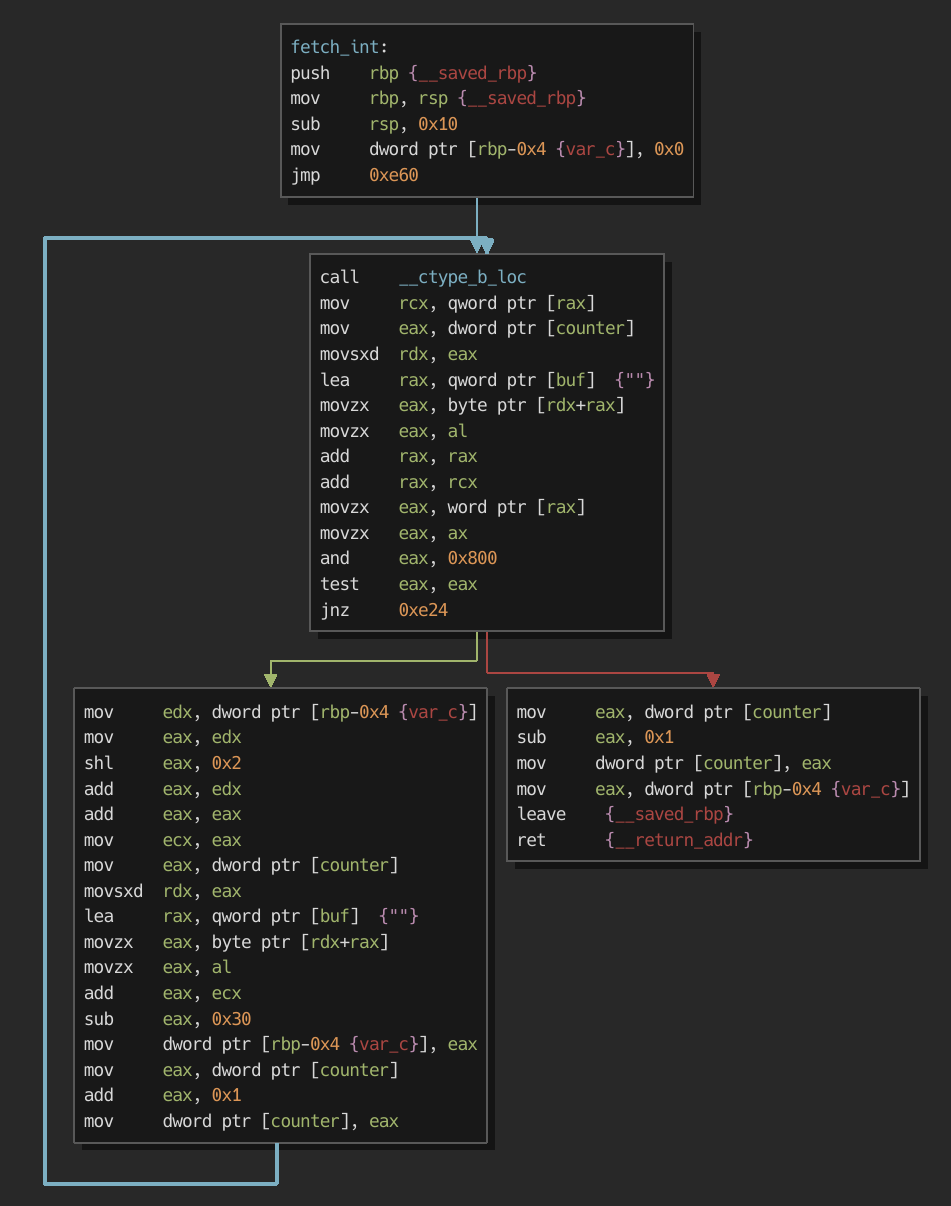 fetch_int:
push    rbp {__saved_rbp}
mov     rbp, rsp {__saved_rbp}
sub     rsp, 0x10
mov     dword ptr [rbp-0x4 {var_c}], 0x0
jmp     0xe60
call    __ctype_b_loc
mov     rcx, qword ptr [rax]
mov     eax, dword ptr [counter]
movsxd  rdx, eax
lea     rax, qword ptr [buf]  {""}
movzx   eax, byte ptr [rdx+rax]
movzx   eax, al
add     rax, rax
add     rax, rcx
movzx   eax, word ptr [rax]
movzx   eax, ax
and     eax, 0x800
test    eax, eax
jnz     0xe24
mov     edx, dword ptr [rbp-0x4 {var_c}]
mov     eax, edx
shl     eax, 0x2
add     eax, edx
add     eax, eax
mov     ecx, eax
mov     eax, dword ptr [counter]
movsxd  rdx, eax
lea     rax, qword ptr [buf]  {""}
movzx   eax, byte ptr [rdx+rax]
movzx   eax, al
add     eax, ecx
sub     eax, 0x30
mov     dword ptr [rbp-0x4 {var_c}], eax
mov     eax, dword ptr [counter]
add     eax, 0x1
mov     dword ptr [counter], eax
mov     eax, dword ptr [counter]
sub     eax, 0x1
mov     dword ptr [counter], eax
mov     eax, dword ptr [rbp-0x4 {var_c}]
leave    {__saved_rbp}
ret      {__return_addr}